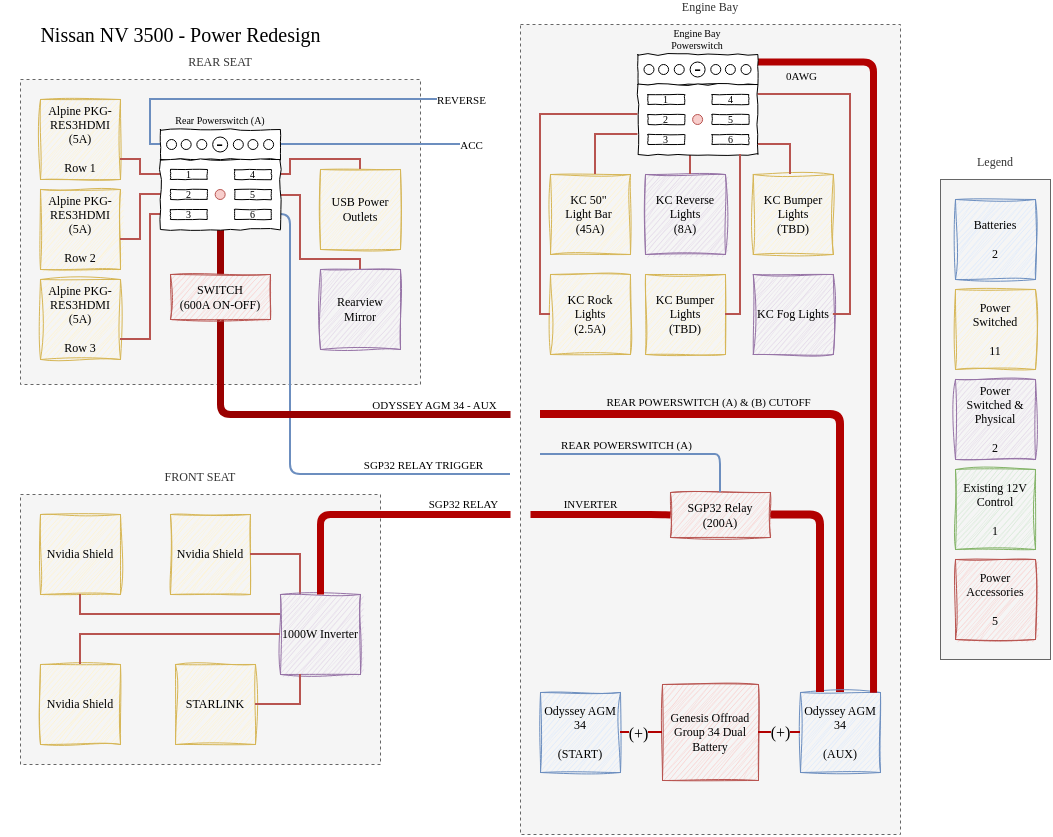 Nissan NV 3500 - Power Redesign
REAR SEAT
Alpine PKG-
RES3HDMI
(5A)
Row 1
Alpine PKG-
RES3HDMI
(5A)
Row 2
Alpine PKG-
RES3HDMI
(5A)
Row 3
Rear Powerswitch (A)
1
2
3
4
5
6
REVERSE
ACC
USB Power
Outlets
SWITCH
(600A ON-OFF)
Rearview
Mirror
ODYSSEY AGM 34 - AUX
SGP32 RELAY TRIGGER
SGP32 RELAY
FRONT SEAT
Nvidia Shield
Nvidia Shield
1000W Inverter
Nvidia Shield
STARLINK
Engine Bay
Engine Bay
Powerswitch
1
2
3
4
5
6
0AWG
KC 50"
Light Bar
(45A)
KC Reverse
Lights
(8A)
KC Bumper
Lights
(TBD)
KC Rock
Lights
(2.5A)
KC Bumper
Lights
(TBD)
KC Fog Lights
REAR POWERSWITCH (A) & (B) CUTOFF
REAR POWERSWITCH (A)
INVERTER
SGP32 Relay
(200A)
Odyssey AGM
34
(START)
(+)
Genesis Offroad
Group 34 Dual
Battery
(+)
Odyssey AGM
34
(AUX)
Legend
Batteries
2
Power
Switched
11
Power
Switched &
Physical
2
Existing 12V
Control
1
Power
Accessories
5